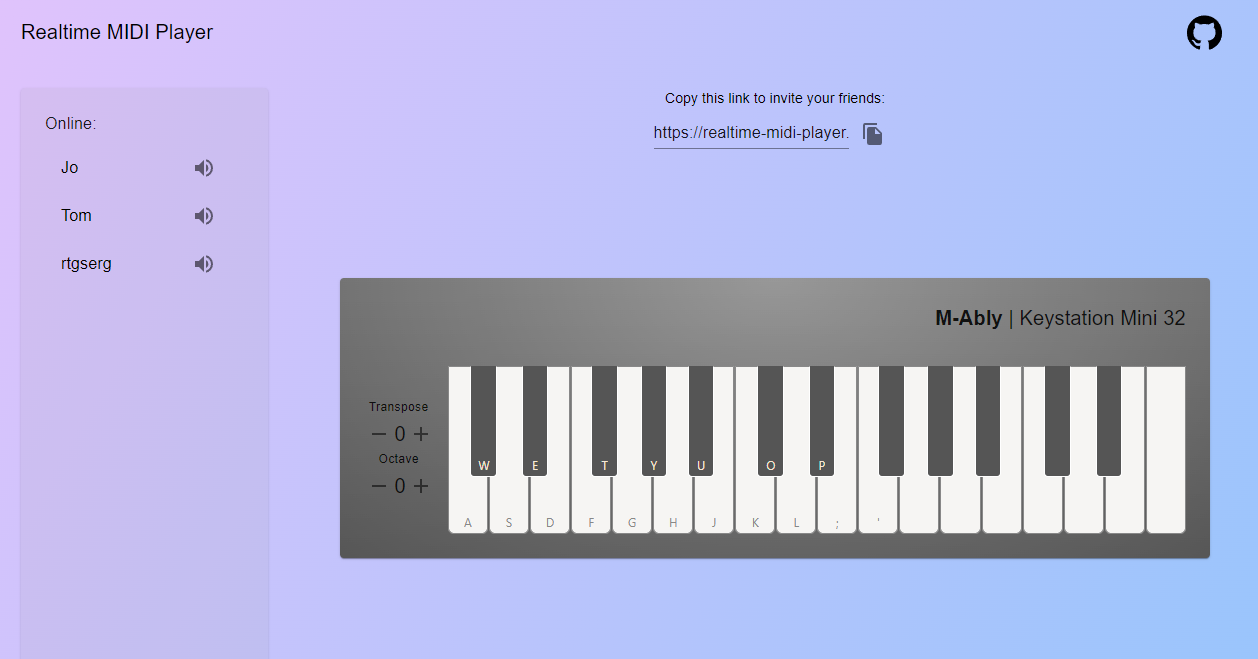 Realtime MIDI Player
Online:
Jo
Tom
rtgserg
Copy this link to invite your friends:
https://realtime-midi-player.
M-Ably | Keystation Mini 32
Transpose
− 0 +
Octave
− 0 +
W E T Y U O P
A S D F G H J K L ; '